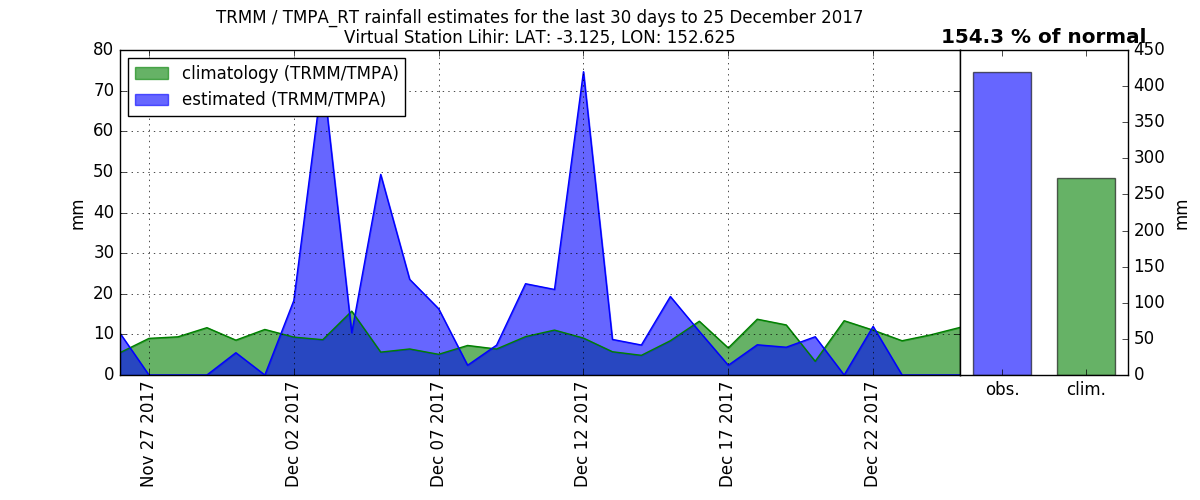 TRMM / TMPA_RT rainfall estimates for the last 30 days to 25 December 2017
Virtual Station Lihir: LAT: -3.125, LON: 152.625
154.3 % of normal
climatology (TRMM/TMPA)
estimated (TRMM/TMPA)
mm
80
70
60
50
40
30
20
10
0
Nov 27 2017
Dec 02 2017
Dec 07 2017
Dec 12 2017
Dec 17 2017
Dec 22 2017
obs.
clim.
450
400
350
300
250
200
150
100
50
0
mm